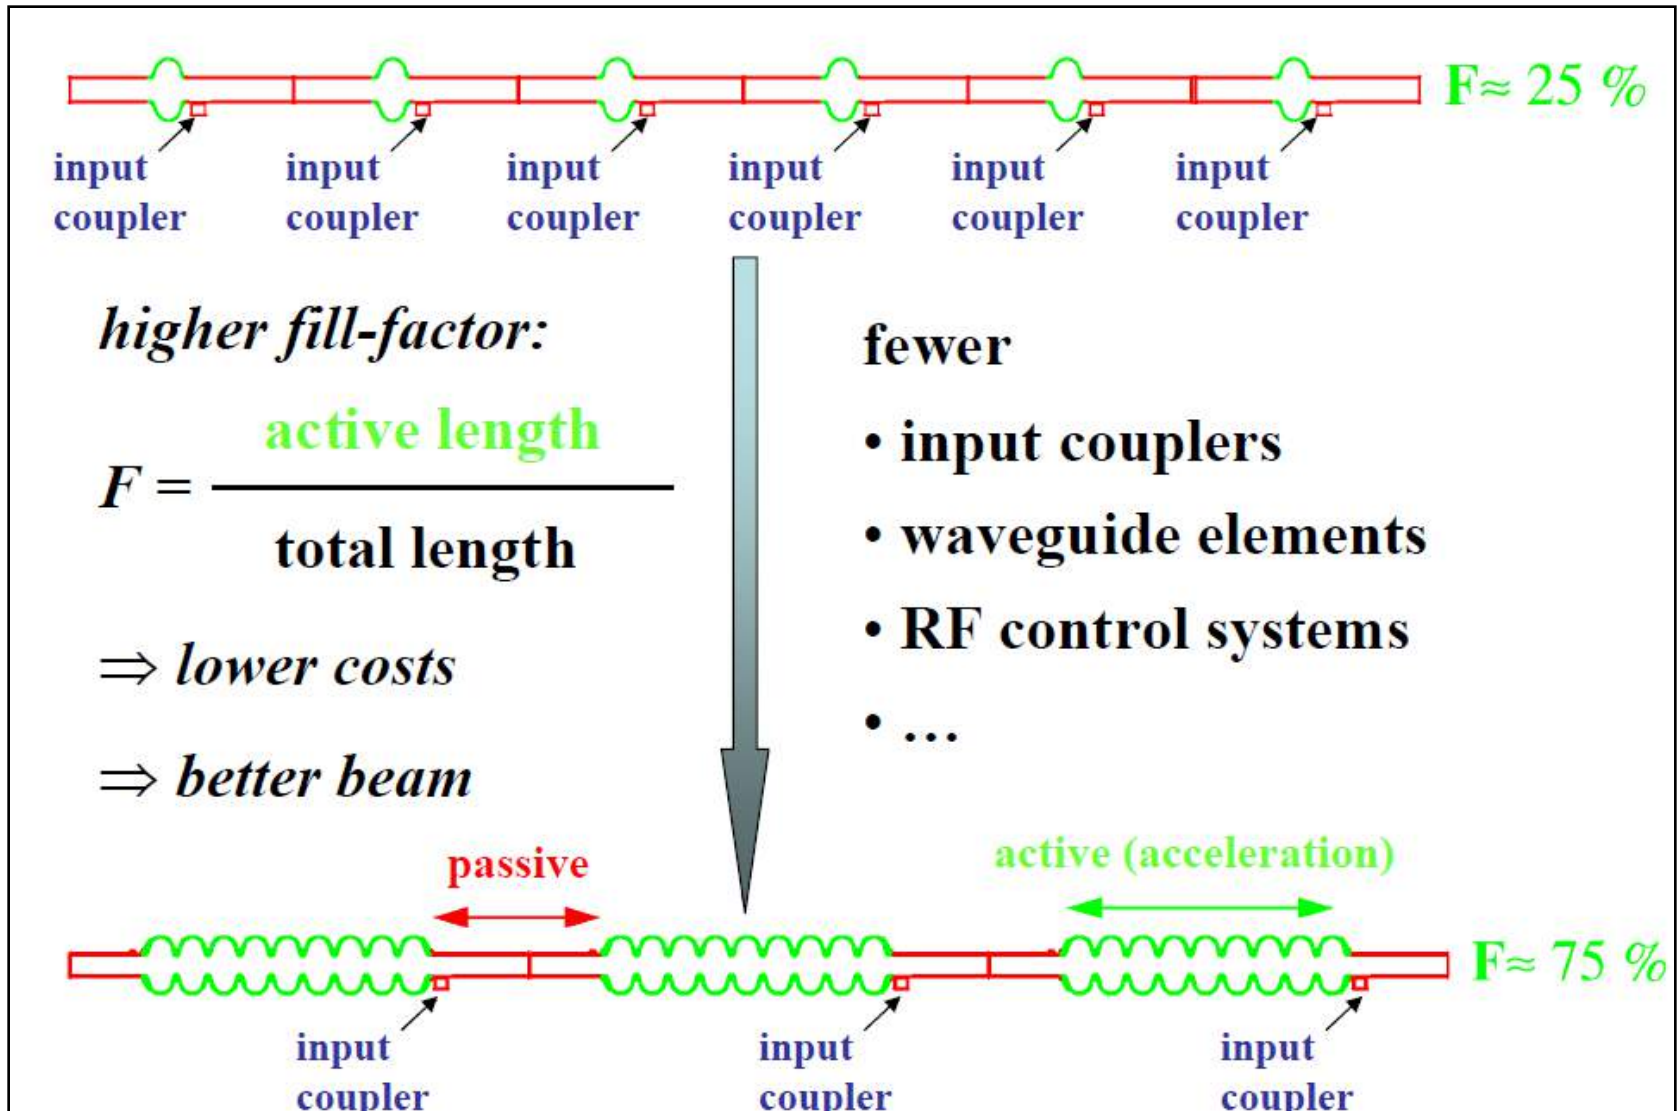 F≈ 25 %
input coupler
input coupler
input coupler
input coupler
input coupler
input coupler
higher fill-factor:
F = active length
total length
⇒ lower costs
⇒ better beam
fewer
• input couplers
• waveguide elements
• RF control systems
• ...
passive
active (acceleration)
F≈ 75 %
input coupler
input coupler
input coupler